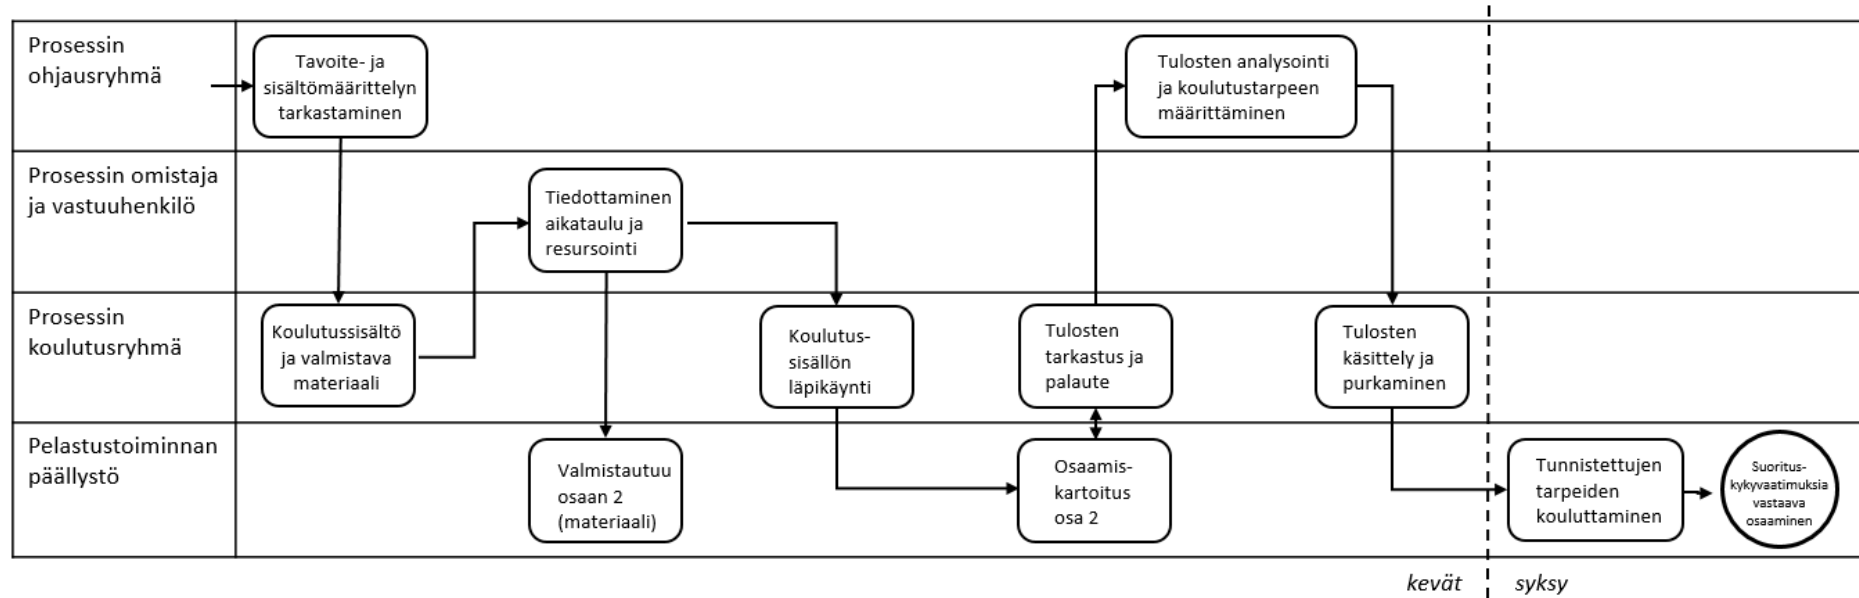 Prosessin
ohjausryhmä
Tavoite- ja
sisältömäärittelyn
tarkastaminen
Tulosten analysointi
ja koulutustarpeen
määrittäminen
Prosessin omistaja
ja vastuuhenkilö
Tiedottaminen
aikataulu ja
resursointi
Prosessin
koulutusryhmä
Koulutussisältö
ja valmistava
materiaali
Koulutus-
sisällön
läpikäynti
Tulosten
tarkastus ja
palaute
Tulosten
käsittely ja
purkaminen
Pelastustoiminnan
päällystö
Valmistautuu
osaan 2
(materiaali)
Osaamis-
kartoitus
osa 2
Tunnistettujen
tarpeiden
kouluttaminen
Suoritus-
kykyvaatimuksia
vastaava
osaaminen
kevät
syksy